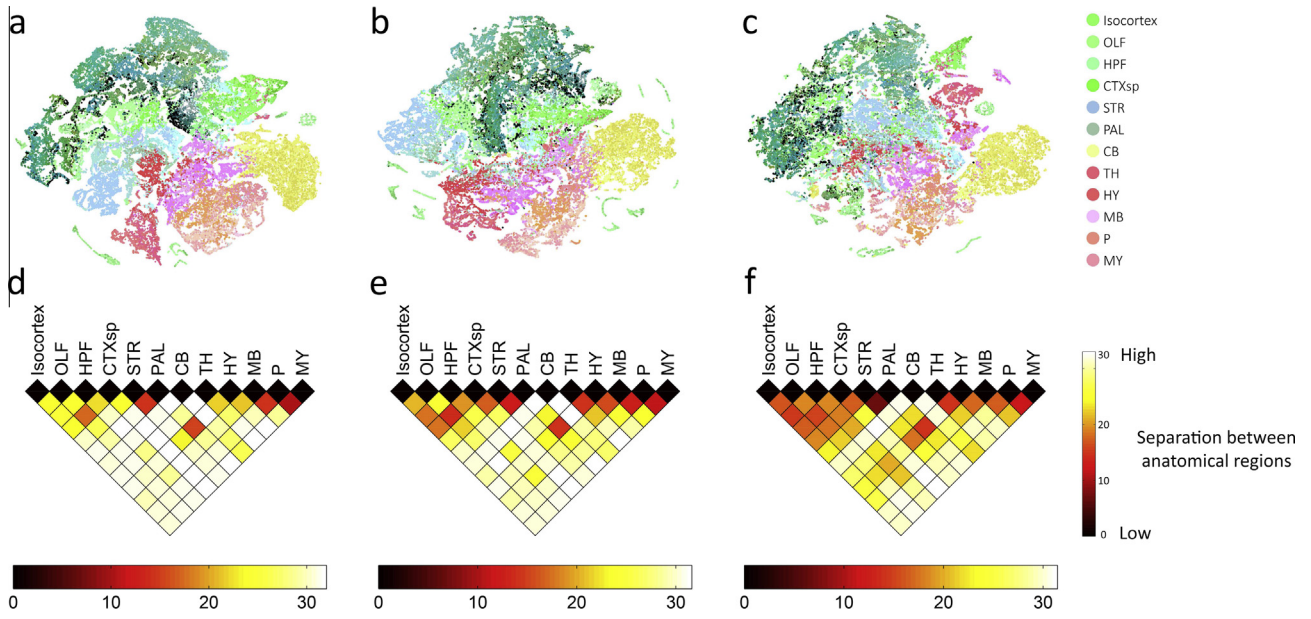 a
b
c
Isocortex
OLF
HPF
CTXsp
STR
PAL
CB
TH
HY
MB
P
MY
d
e
f
Isocortex
OLF
HPF
CTXsp
STR
PAL
CB
TH
HY
MB
P
MY
Isocortex
OLF
HPF
CTXsp
STR
PAL
CB
TH
HY
MB
P
MY
Isocortex
OLF
HPF
CTXsp
STR
PAL
CB
TH
HY
MB
P
MY
30
20
10
0
High
Separation between
anatomical regions
Low
0 10 20 30
0 10 20 30
0 10 20 30